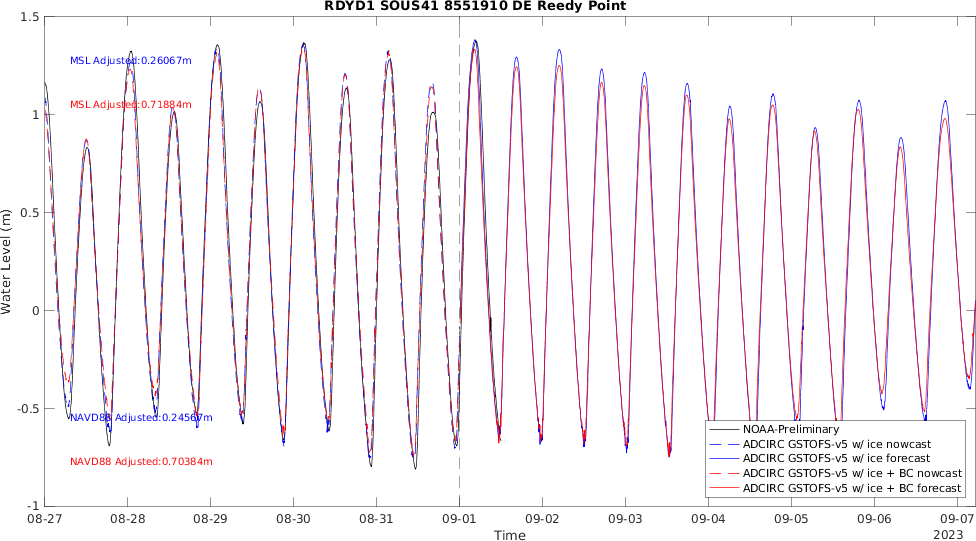 RDYD1 SOUS41 8551910 DE Reedy Point
1.5
MSL Adjusted:0.26067m
MSL Adjusted:0.71884m
1
0.5
Water Level (m)
0
-0.5
NAVD88 Adjusted:0.24567m
NAVD88 Adjusted:0.70384m
NOAA-Preliminary
ADCIRC GSTOFS-v5 w/ ice nowcast
ADCIRC GSTOFS-v5 w/ ice forecast
ADCIRC GSTOFS-v5 w/ ice + BC nowcast
ADCIRC GSTOFS-v5 w/ ice + BC forecast
-1
08-27 08-28 08-29 08-30 08-31 09-01 09-02 09-03 09-04 09-05 09-06 09-07
Time
2023